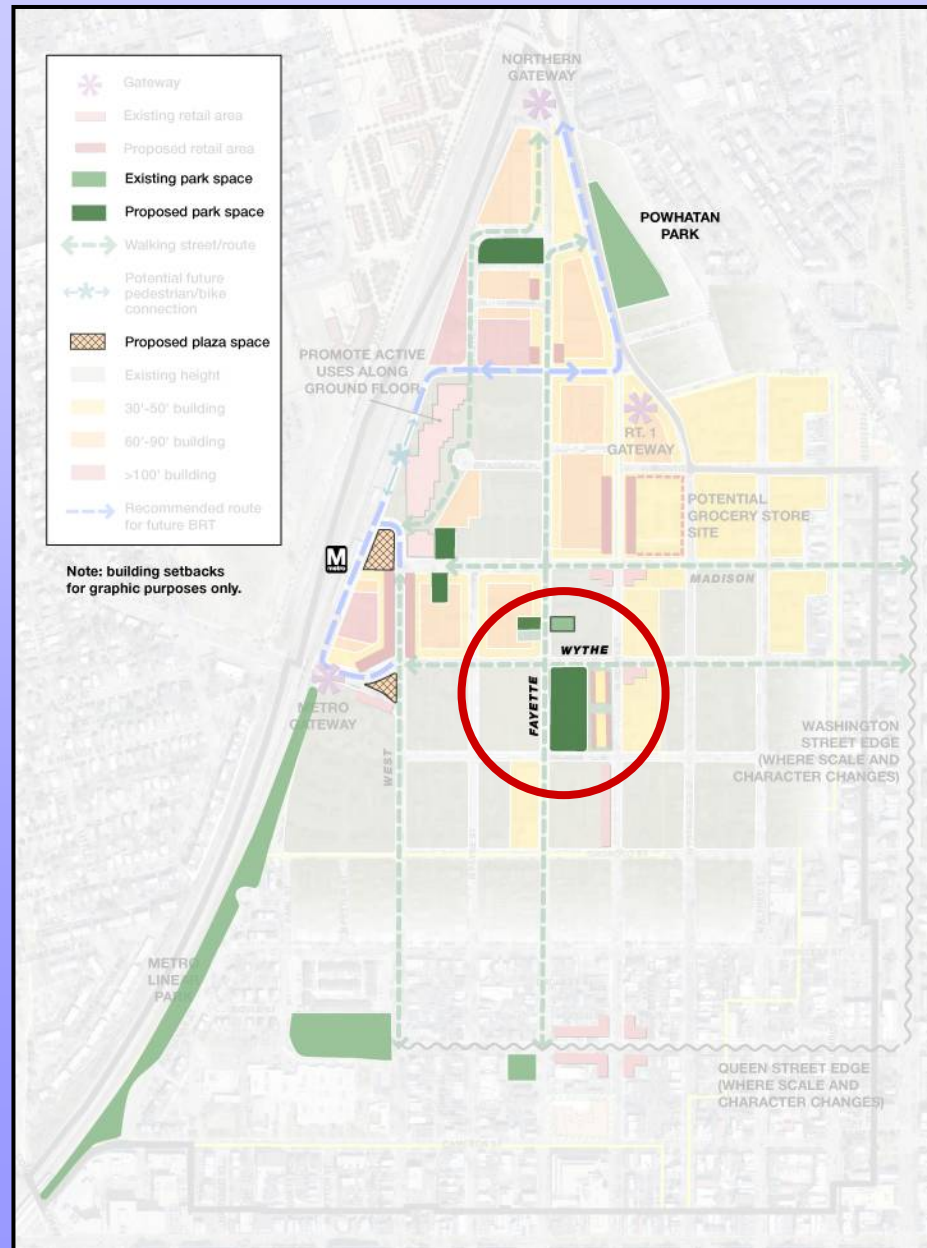 Gateway
Existing retail area
Proposed retail area
Existing park space
Proposed park space
Walking street/route
Potential future
pedestrian/bike
connection
Proposed plaza space
Existing height
30'-50' building
60'-90' building
>100' building
Recommended route
for future BRT
Note: building setbacks
for graphic purposes only.
NORTHERN
GATEWAY
POWHATAN
PARK
PROMOTE ACTIVE
USES ALONG
GROUND FLOOR
RT. 1
GATEWAY
POTENTIAL
GROCERY STORE
SITE
M
metro
MADISON
WYTHE
FAYETTE
METRO
GATEWAY
WEST
WASHINGTON
STREET EDGE
(WHERE SCALE AND
CHARACTER CHANGES)
METRO
LINEAR
PARK
QUEEN STREET EDGE
(WHERE SCALE AND
CHARACTER CHANGES)